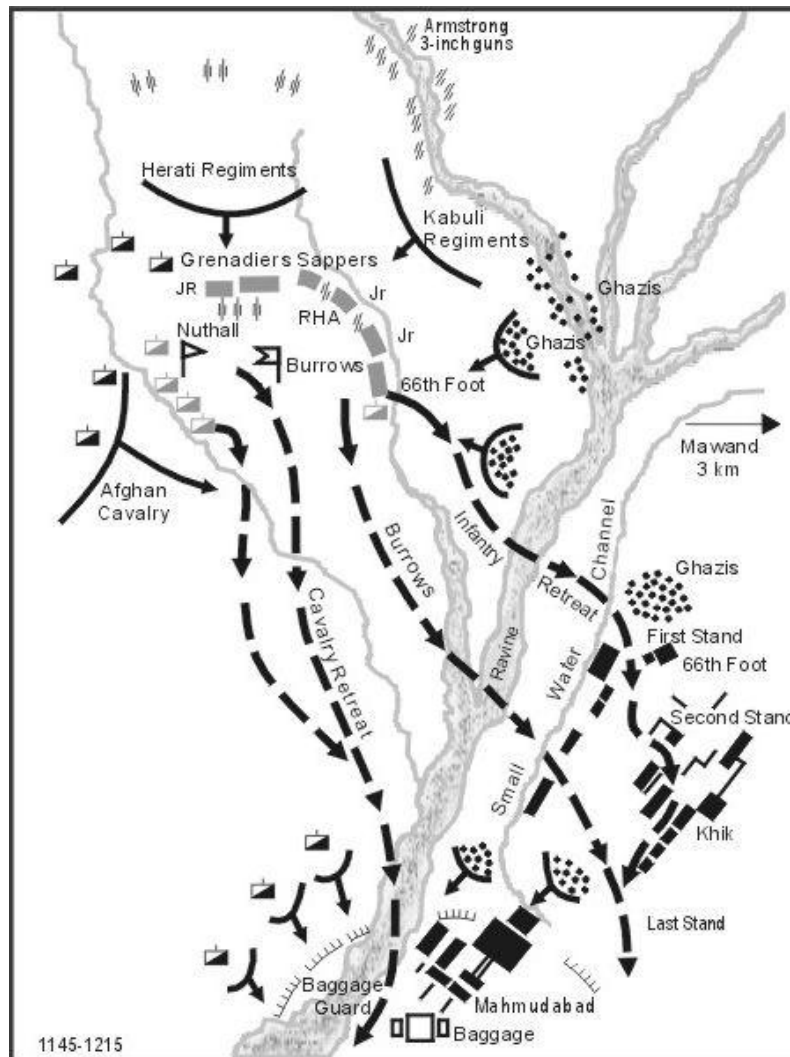 Armstrong
3-inch guns
Herati Regiments
Kabuli
Regiments
Grenadiers Sappers
Ghazis
JR
Jr
RHA
Jr
Ghazis
Nuthall
Burrows
66th Foot
Mawand
3 km
Afghan
Cavalry
Infantry
Retreat
Channel
Burrows
Ghazis
Cavalry Retreat
First Stand
66th Foot
Ravine
Water
Second Stand
Small
Khik
Last Stand
Baggage
Guard
Mahmudabad
Baggage
1145-1215